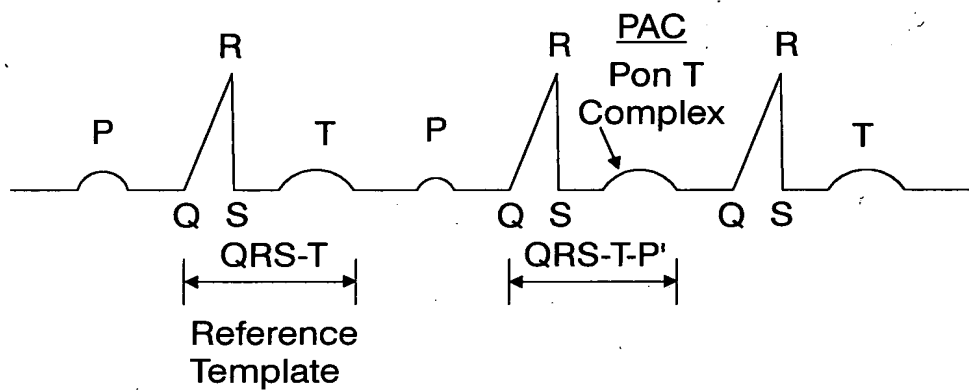 PAC
R
R
R
Pon T
Complex
P
T
P
T
Q
S
Q
S
Q
S
QRS-T
QRS-T-P'
Reference
Template